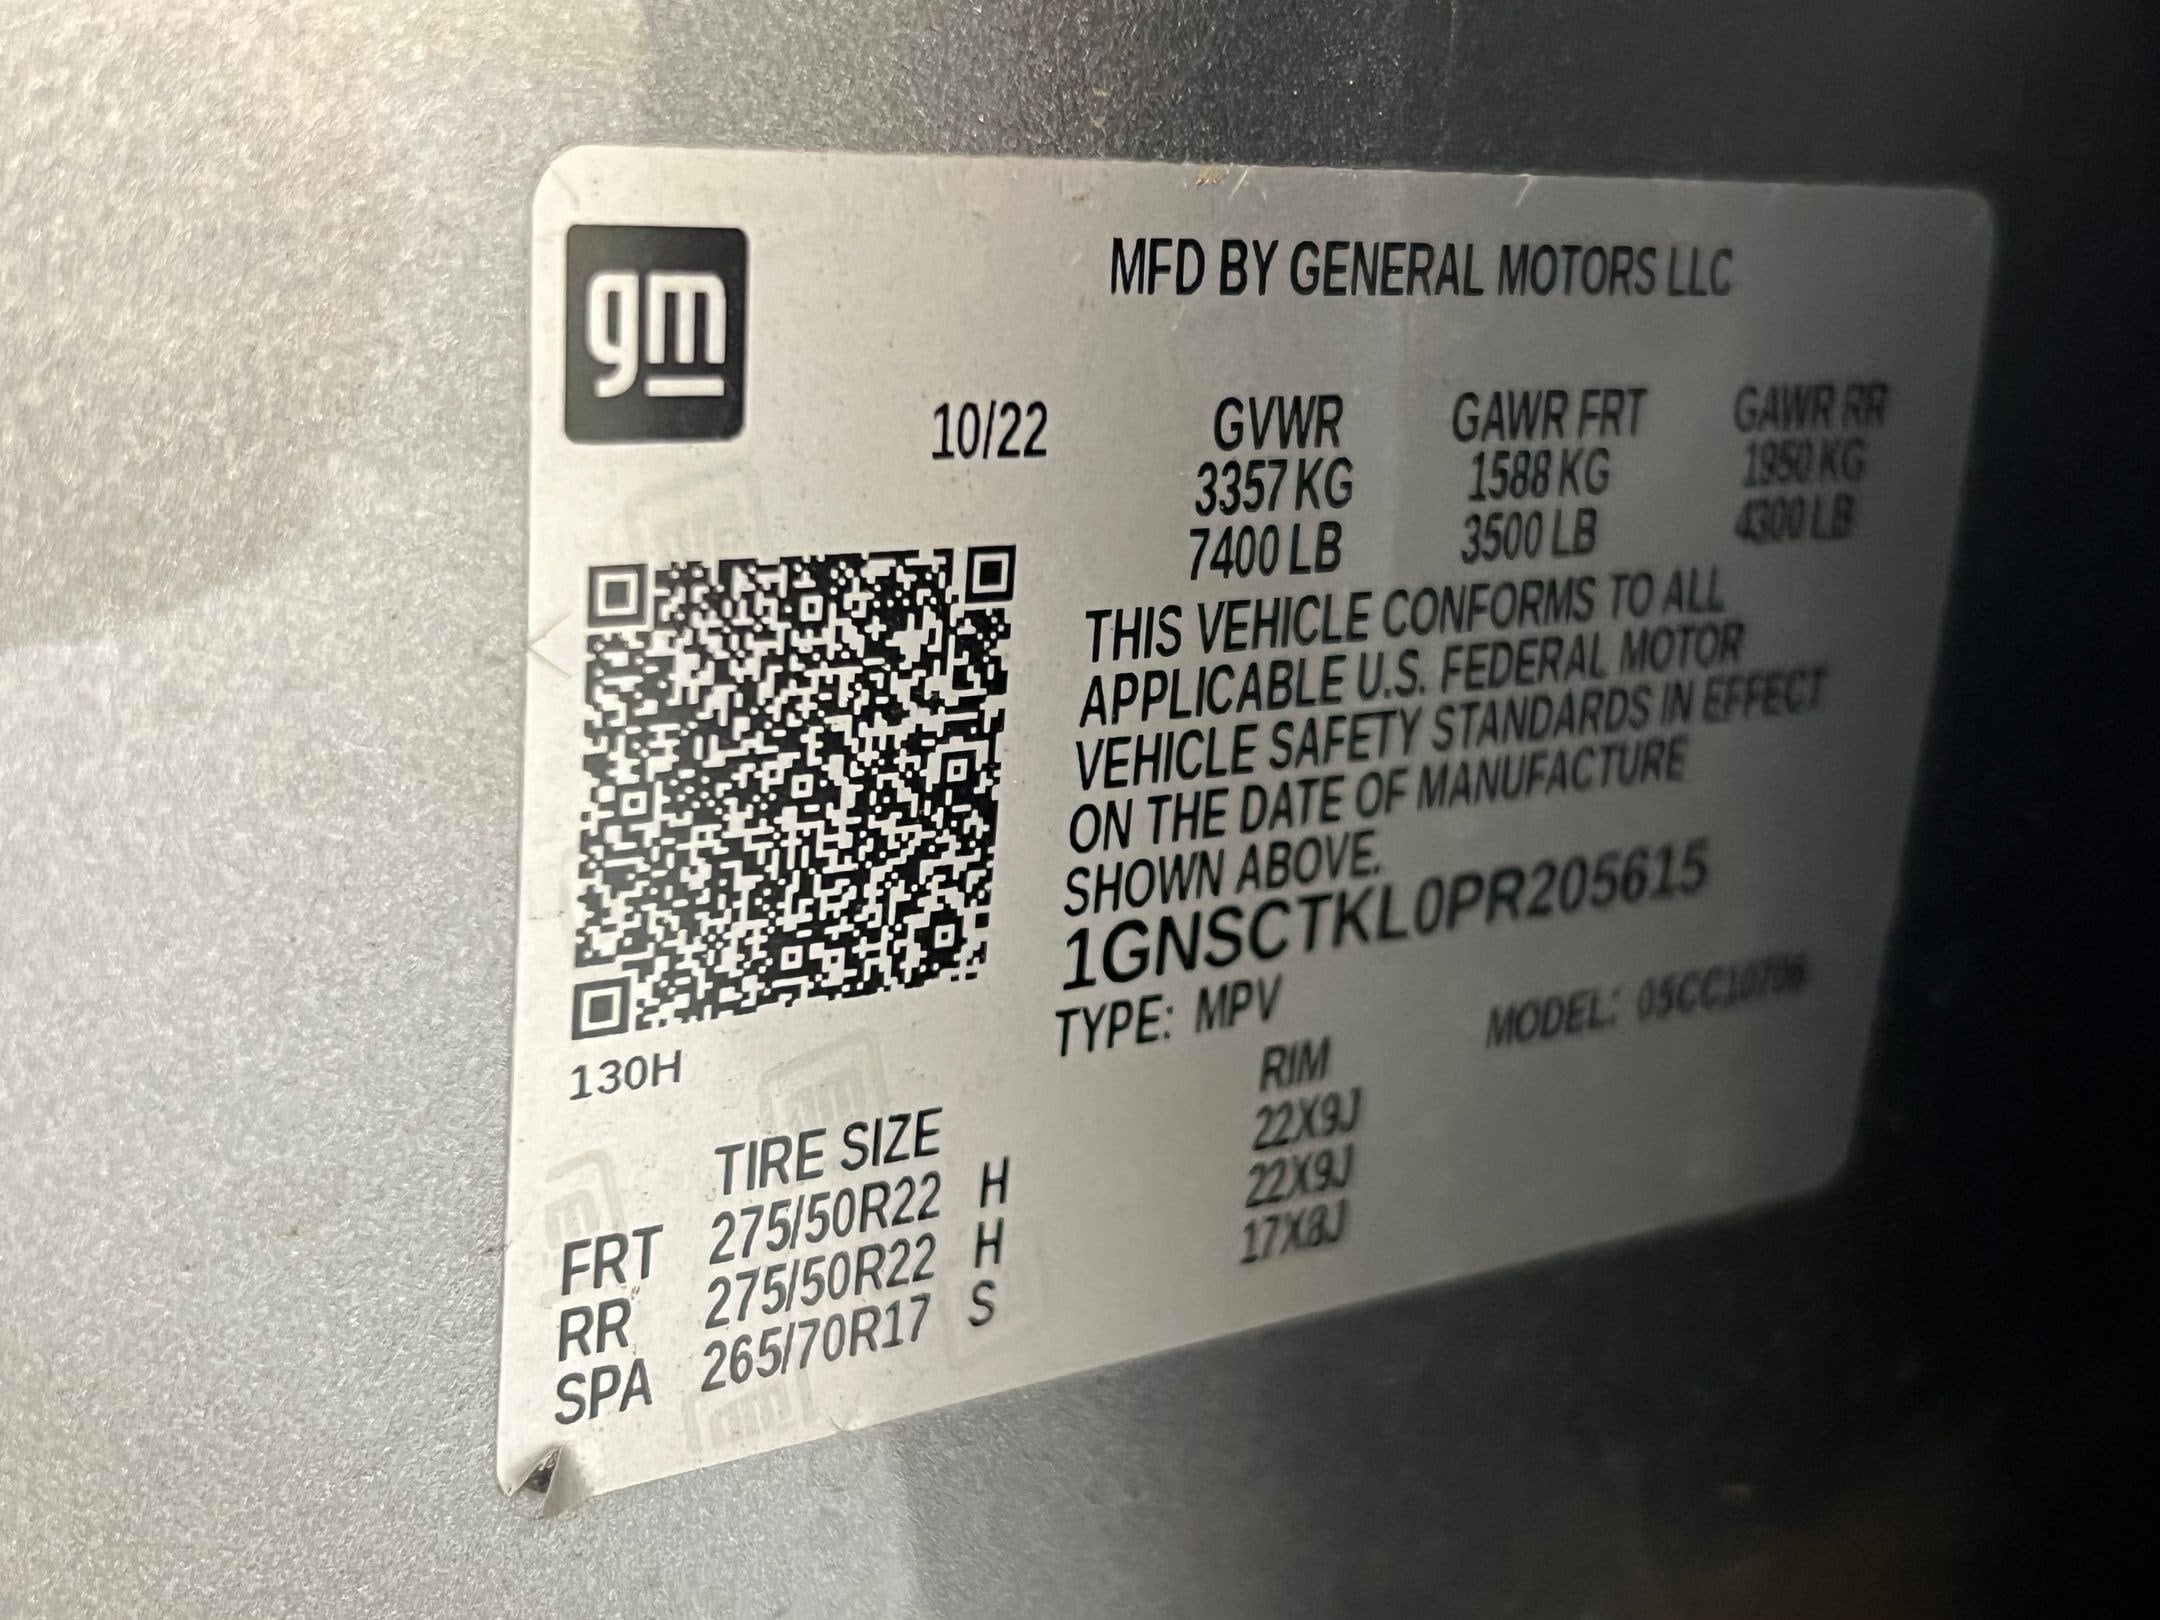 gm
MFD BY GENERAL MOTORS LLC
10/22 GVWR GAWR FRT GAWR RR
3357 KG 1588 KG 1950 KG
7400 LB 3500 LB 4300 LB
THIS VEHICLE CONFORMS TO ALL
APPLICABLE U.S. FEDERAL MOTOR
VEHICLE SAFETY STANDARDS IN EFFECT
ON THE DATE OF MANUFACTURE
SHOWN ABOVE.
1GNSCTKL0PR205615
TYPE: MPV MODEL: 05CC10706
130H
TIRE SIZE RIM
FRT 275/50R22 H 22X9J
RR 275/50R22 H 22X9J
SPA 265/70R17 S 17X8J